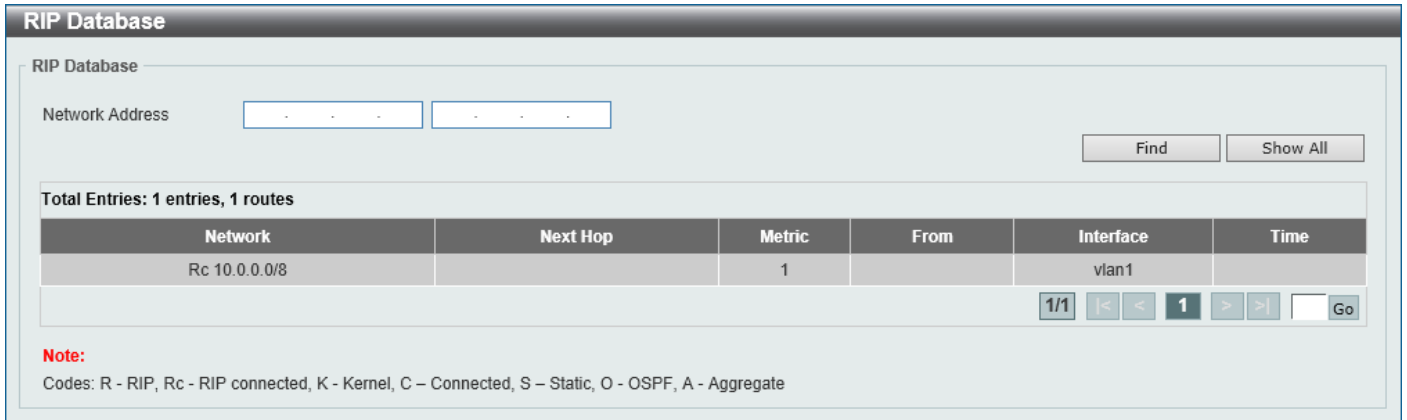 RIP Database
RIP Database
Network Address . . . . . .
Find Show All
Total Entries: 1 entries, 1 routes
Network Next Hop Metric From Interface Time
Rc 10.0.0.0/8 1 vlan1
1/1 |< < 1 > >| Go
Note:
Codes: R - RIP, Rc - RIP connected, K - Kernel, C – Connected, S – Static, O - OSPF, A - Aggregate